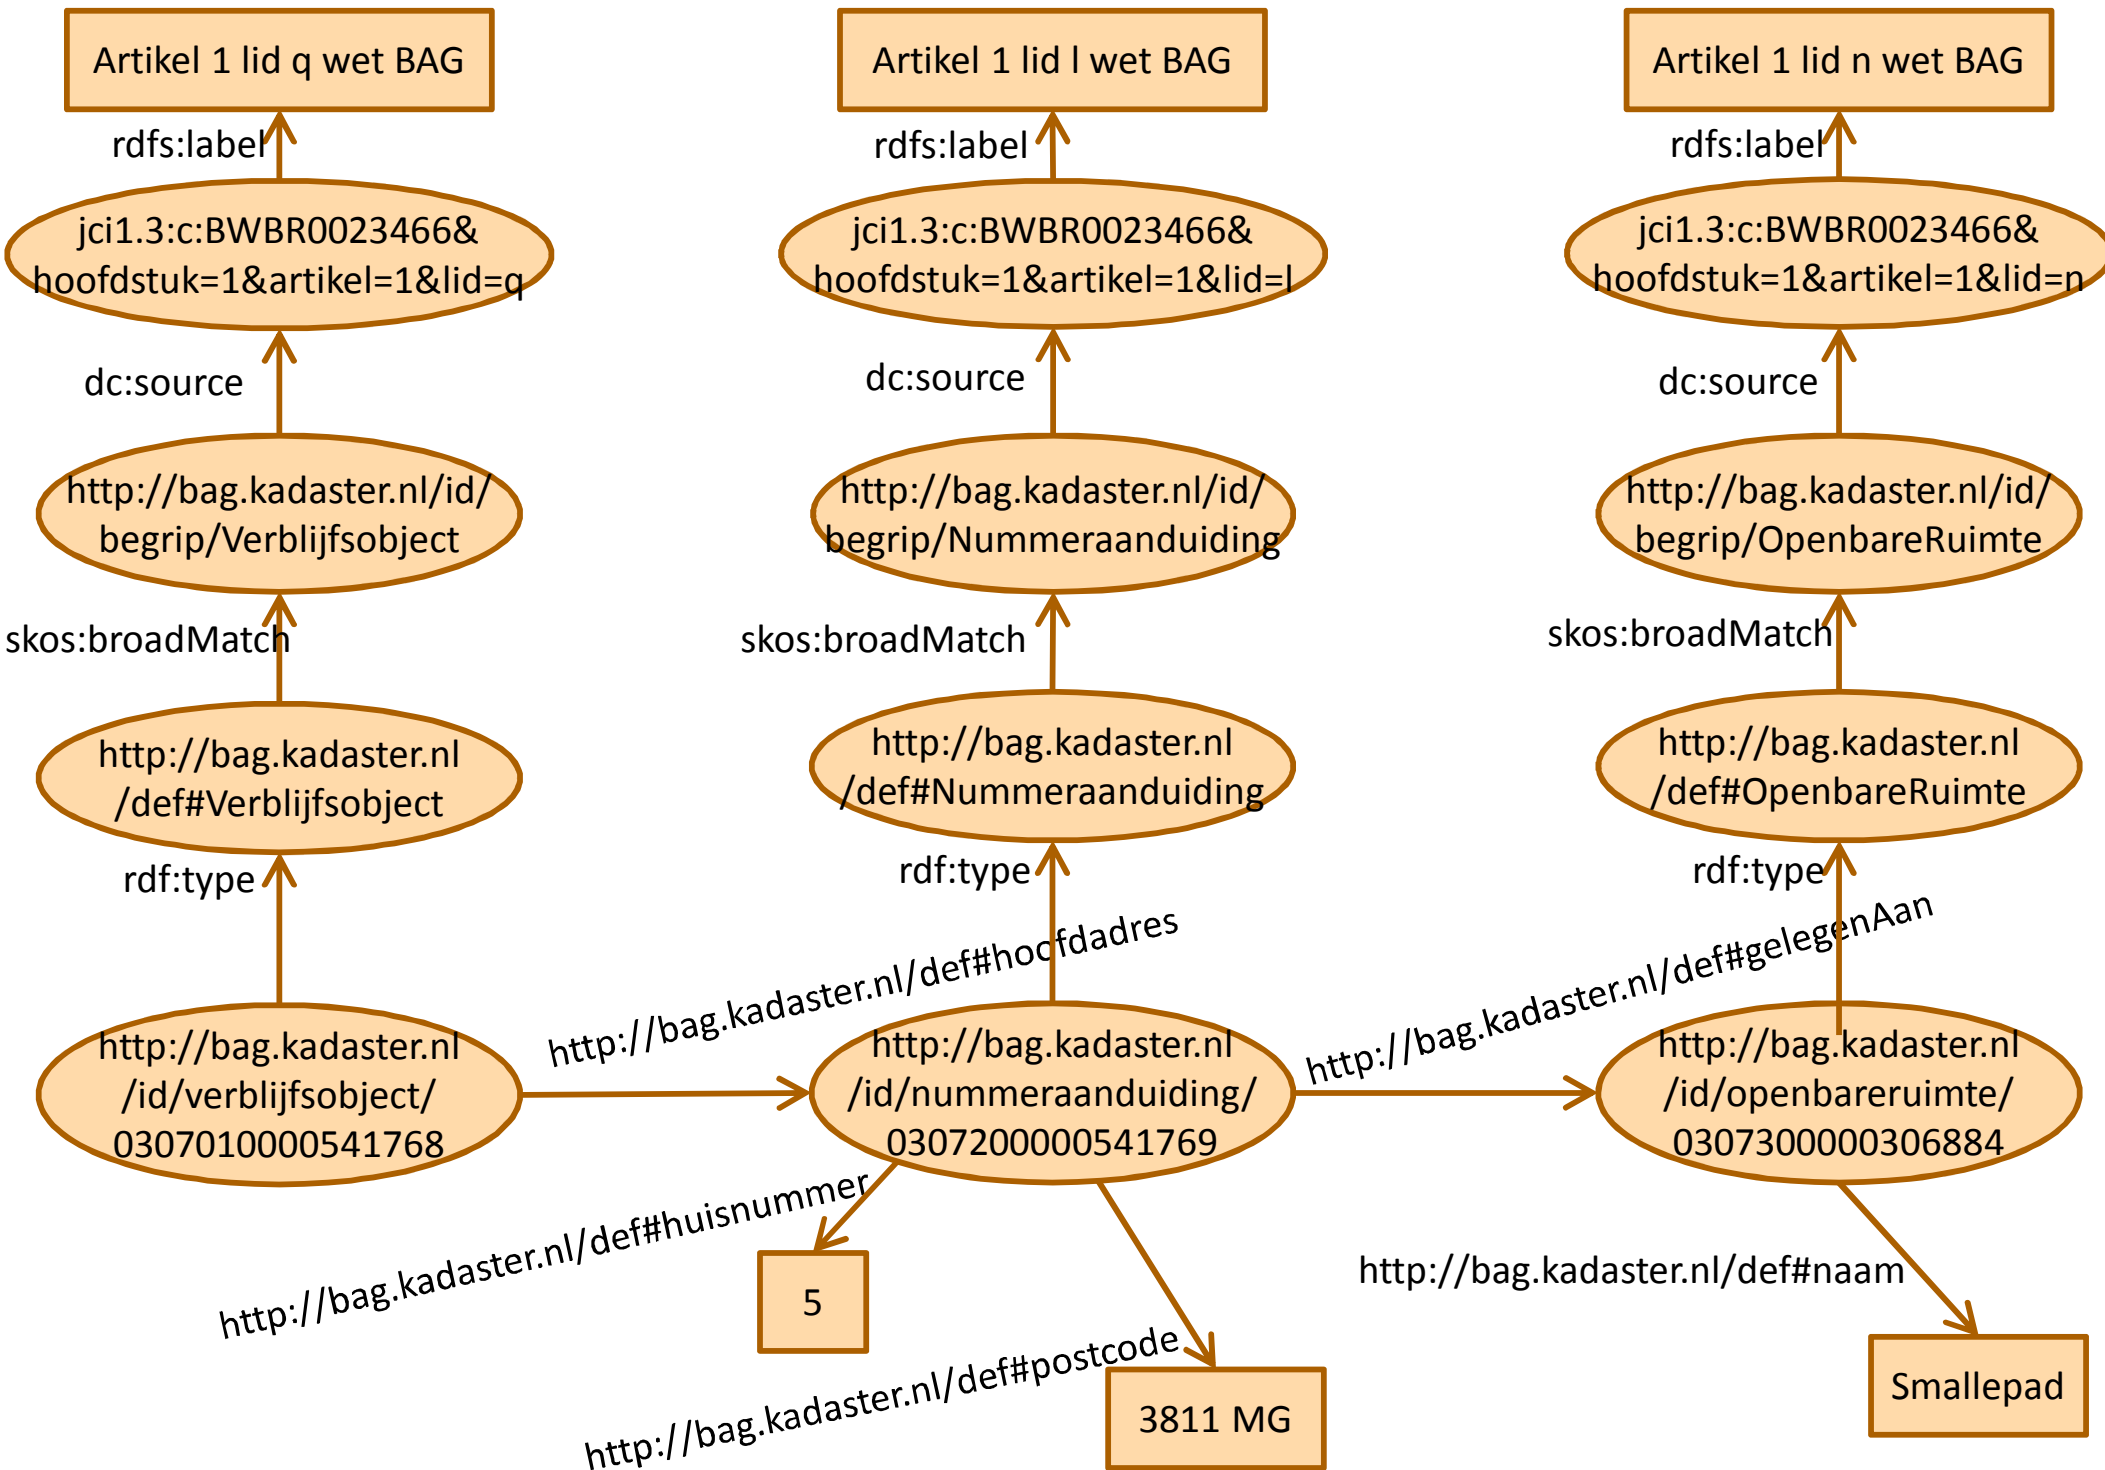 Artikel 1 lid q wet BAG
Artikel 1 lid l wet BAG
Artikel 1 lid n wet BAG
rdfs:label
rdfs:label
rdfs:label
jci1.3:c:BWBR0023466&
hoofdstuk=1&artikel=1&lid=q
jci1.3:c:BWBR0023466&
hoofdstuk=1&artikel=1&lid=l
jci1.3:c:BWBR0023466&
hoofdstuk=1&artikel=1&lid=n
dc:source
dc:source
dc:source
http://bag.kadaster.nl/id/
begrip/Verblijfsobject
http://bag.kadaster.nl/id/
begrip/Nummeraanduiding
http://bag.kadaster.nl/id/
begrip/OpenbareRuimte
skos:broadMatch
skos:broadMatch
skos:broadMatch
http://bag.kadaster.nl
/def#Verblijfsobject
http://bag.kadaster.nl
/def#Nummeraanduiding
http://bag.kadaster.nl
/def#OpenbareRuimte
rdf:type
rdf:type
rdf:type
http://bag.kadaster.nl/def#hoofdadres
http://bag.kadaster.nl/def#gelegenAan
http://bag.kadaster.nl
/id/verblijfsobject/
0307010000541768
http://bag.kadaster.nl
/id/nummeraanduiding/
0307200000541769
http://bag.kadaster.nl
/id/openbareruimte/
0307300000306884
http://bag.kadaster.nl/def#huisnummer
5
http://bag.kadaster.nl/def#postcode
3811 MG
http://bag.kadaster.nl/def#naam
Smallepad